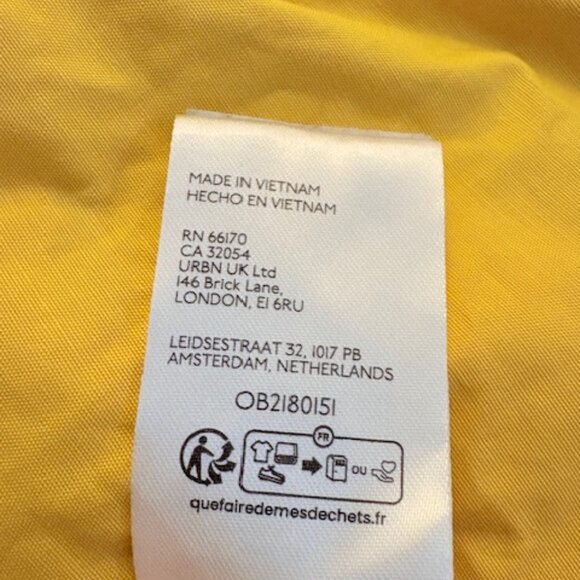 MADE IN VIETNAM
HECHO EN VIETNAM
RN 66170
CA 32054
URBN UK Ltd
146 Brick Lane,
LONDON, E1 6RU
LEIDSESTRAAT 32, 1017 PB
AMSTERDAM, NETHERLANDS
OB2180151
FR
OU
quefairedemesdechets.fr